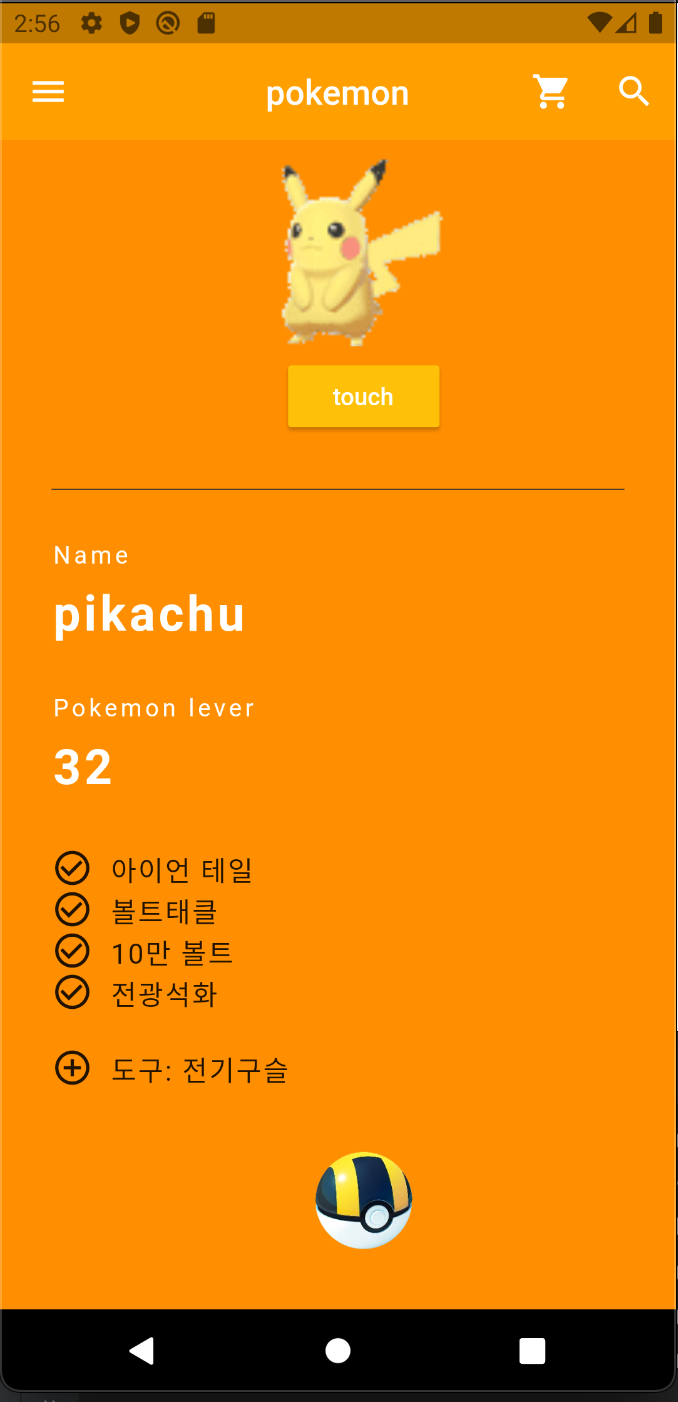 2:56
pokemon
touch
Name
pikachu
Pokemon lever
32
아이언 테일
볼트태클
10만 볼트
전광석화
도구: 전기구슬